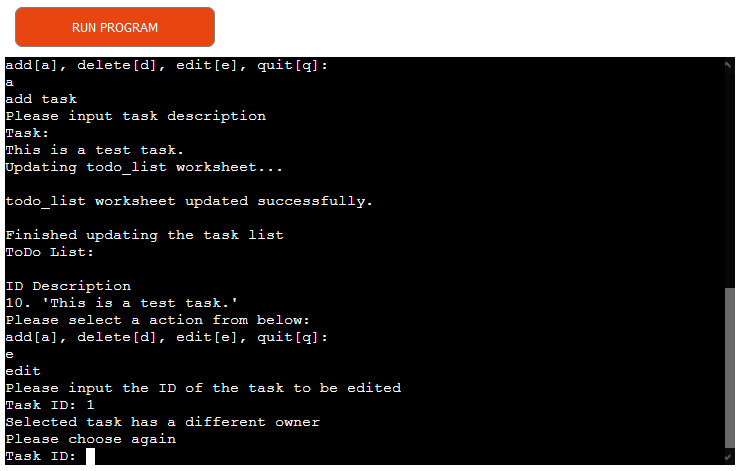 RUN PROGRAM
add[a], delete[d], edit[e], quit[q]:
a
add task
Please input task description
Task:
This is a test task.
Updating todo_list worksheet...
todo_list worksheet updated successfully.
Finished updating the task list
ToDo List:
ID Description
10. 'This is a test task.'
Please select a action from below:
add[a], delete[d], edit[e], quit[q]:
e
edit
Please input the ID of the task to be edited
Task ID: 1
Selected task has a different owner
Please choose again
Task ID: